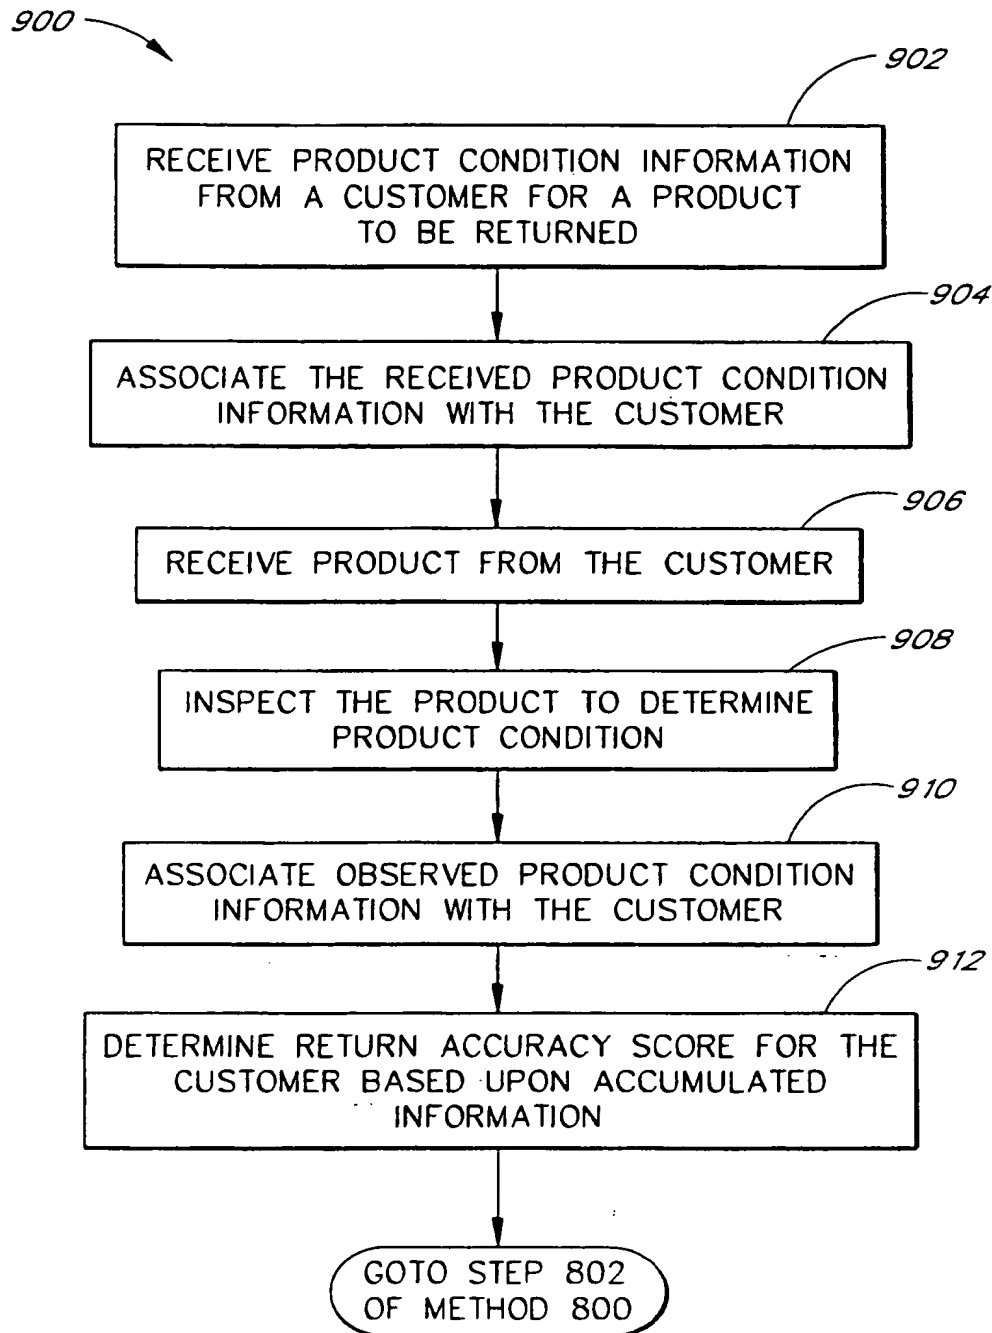 900
902
RECEIVE PRODUCT CONDITION INFORMATION
FROM A CUSTOMER FOR A PRODUCT
TO BE RETURNED
904
ASSOCIATE THE RECEIVED PRODUCT CONDITION
INFORMATION WITH THE CUSTOMER
906
RECEIVE PRODUCT FROM THE CUSTOMER
908
INSPECT THE PRODUCT TO DETERMINE
PRODUCT CONDITION
910
ASSOCIATE OBSERVED PRODUCT CONDITION
INFORMATION WITH THE CUSTOMER
912
DETERMINE RETURN ACCURACY SCORE FOR THE
CUSTOMER BASED UPON ACCUMULATED
INFORMATION
GOTO STEP 802
OF METHOD 800